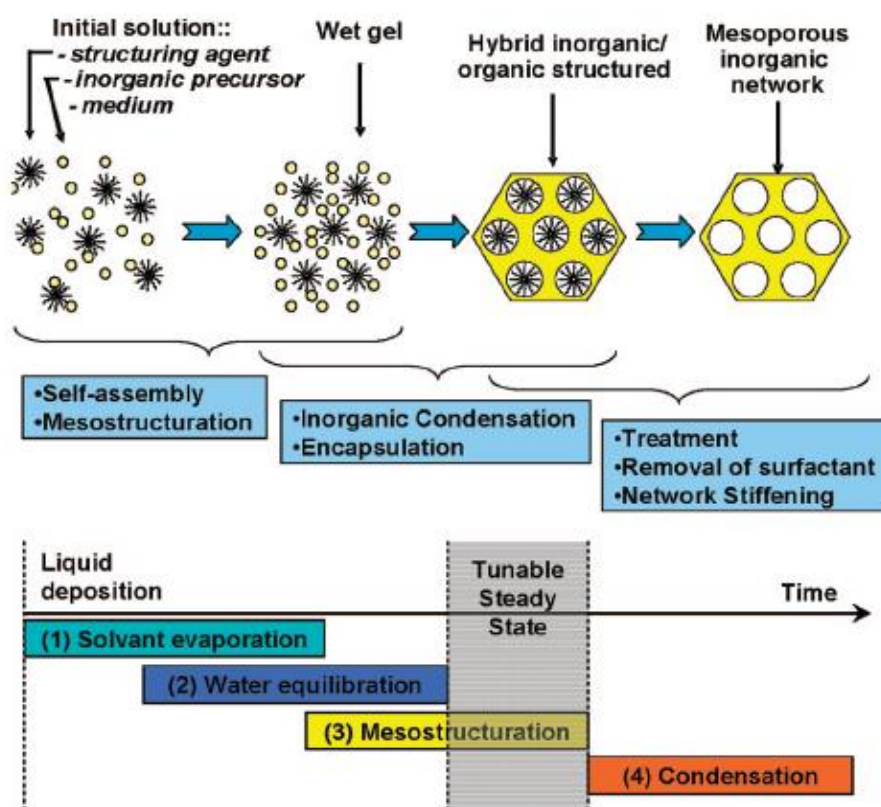 Initial solution::
- structuring agent
- inorganic precursor
- medium
Wet gel
Hybrid inorganic/
organic structured
Mesoporous
inorganic
network
•Self-assembly
•Mesostructuration
•Inorganic Condensation
•Encapsulation
•Treatment
•Removal of surfactant
•Network Stiffening
Liquid
deposition
Tunable
Steady
State
Time
(1) Solvant evaporation
(2) Water equilibration
(3) Mesostructuration
(4) Condensation